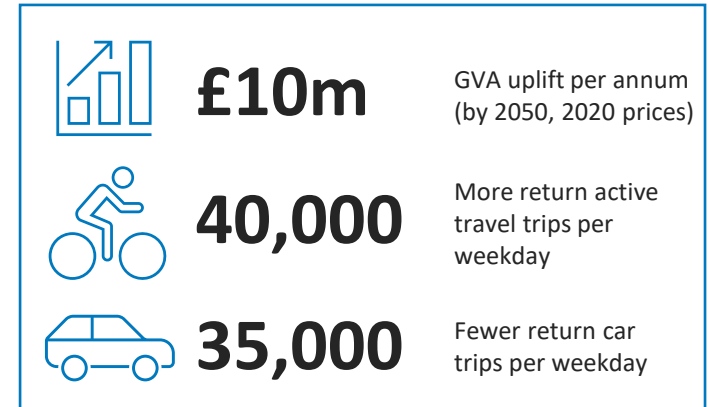 £10m
GVA uplift per annum
(by 2050, 2020 prices)
40,000
More return active
travel trips per
weekday
35,000
Fewer return car
trips per weekday